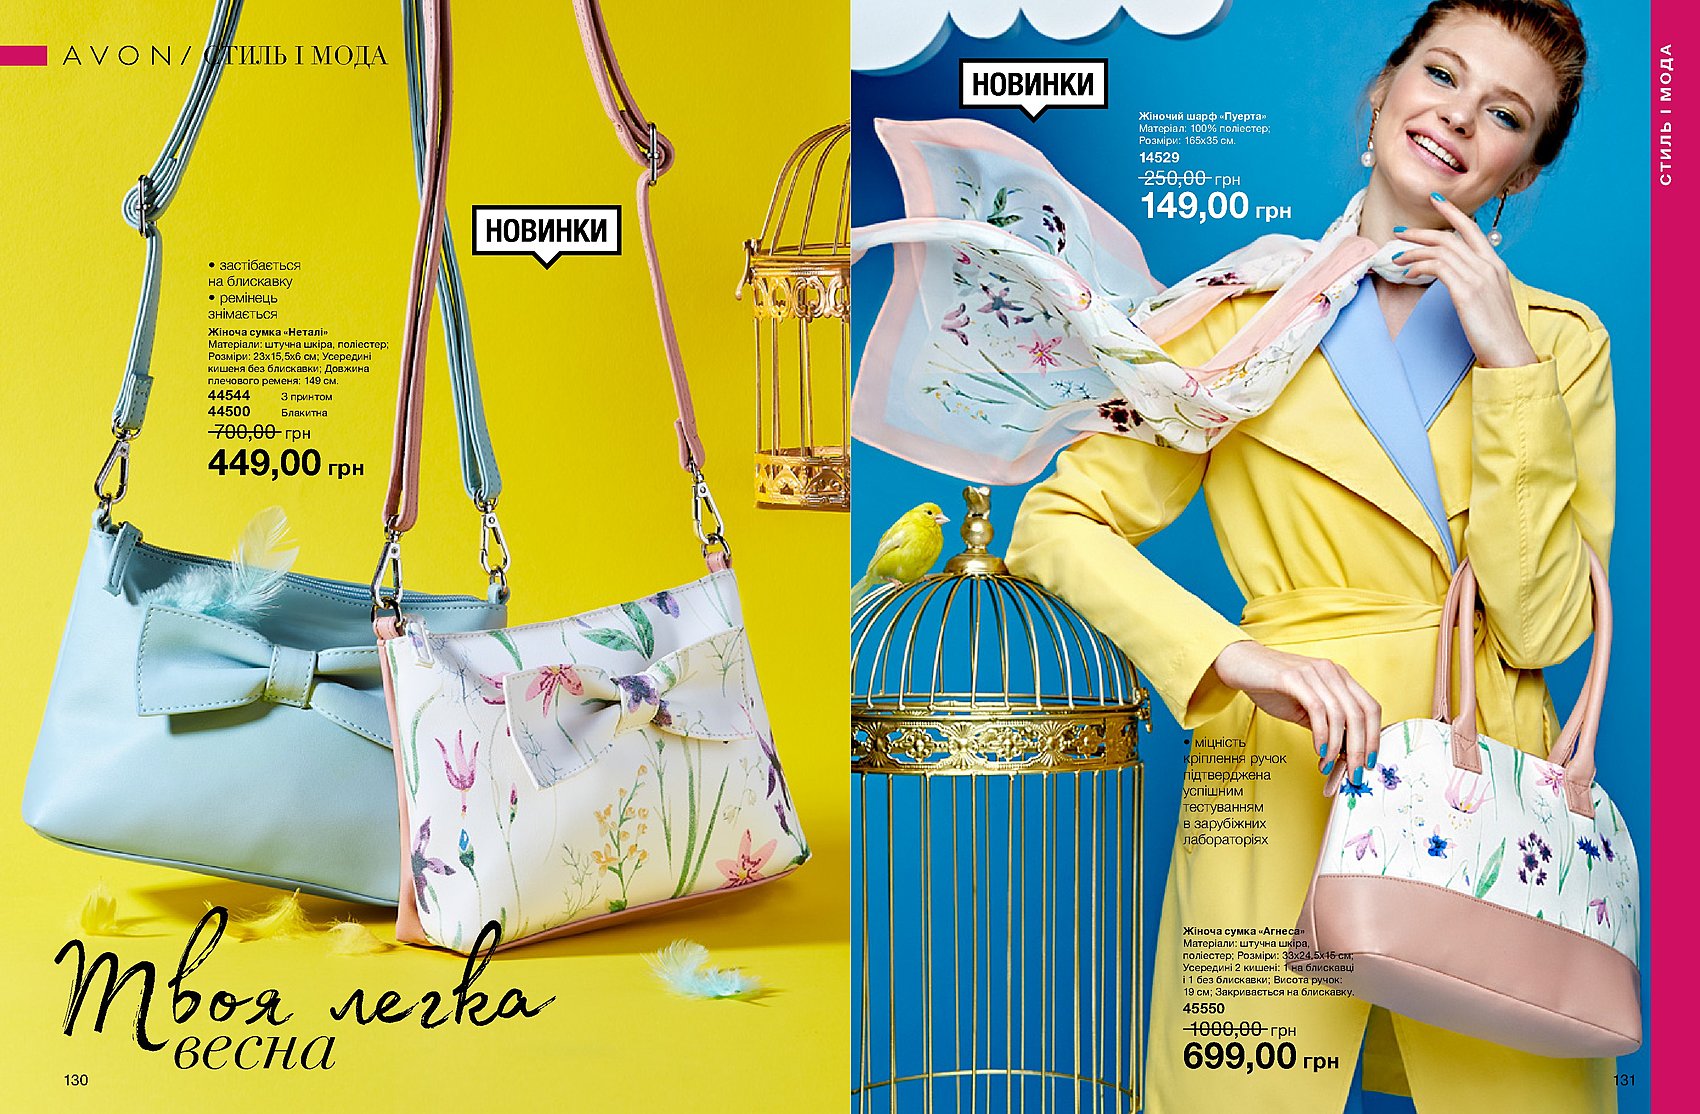 AVON / СТИЛЬ І МОДА
НОВИНКИ
• застібається
на блискавку
• ремінець
знімається
Жіноча сумка «Неталі»
Матеріали: штучна шкіра, поліестер;
Розміри: 23х15,5х6 см; Усередині
кишеня без блискавки; Довжина
плечового ременя: 149 см.
44544 З принтом
44500 Блакитна
700,00 грн
449,00 грн
Твоя легка
весна
130
НОВИНКИ
Жіночий шарф «Пуерта»
Матеріал: 100% поліестер;
Розміри: 165х35 см.
14529
250,00 грн
149,00 грн
СТИЛЬ І МОДА
• міцність
кріплення ручок
підтверджена
успішним
тестуванням
в зарубіжних
лабораторіях
Жіноча сумка «Агнеса»
Матеріали: штучна шкіра,
поліестер; Розміри: 33х24,5х15 см;
Усередині 2 кишені: 1 на блискавці
і 1 без блискавки; Висота ручок:
19 см; Закривається на блискавку.
45550
1000,00 грн
699,00 грн
131